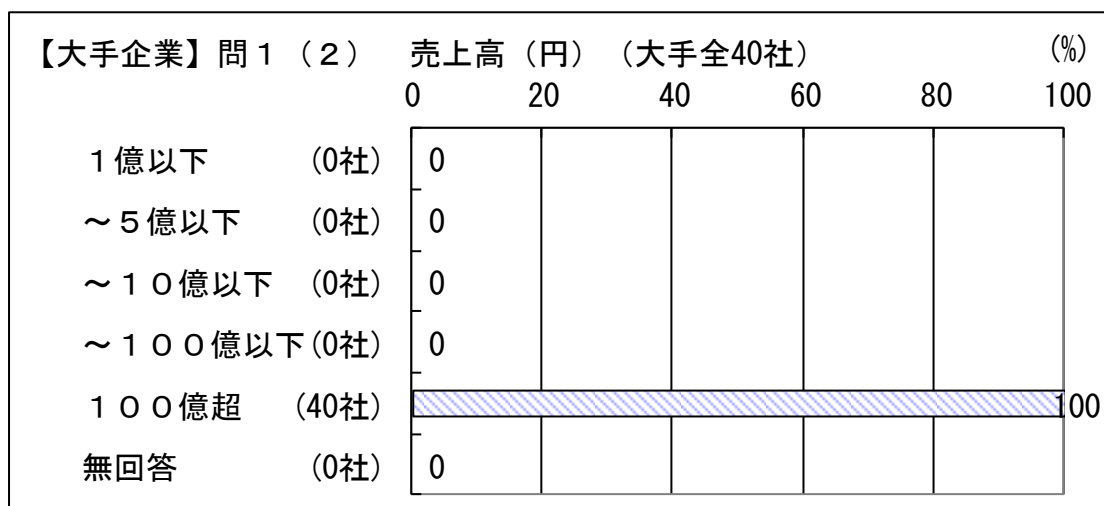 【大手企業】問１（２）　売上高（円）（大手全40社）　(%)
0 20 40 60 80 100
１億以下　(0社) 0
～５億以下　(0社) 0
～１０億以下　(0社) 0
～１００億以下(0社) 0
１００億超　(40社) 100
無回答　(0社) 0